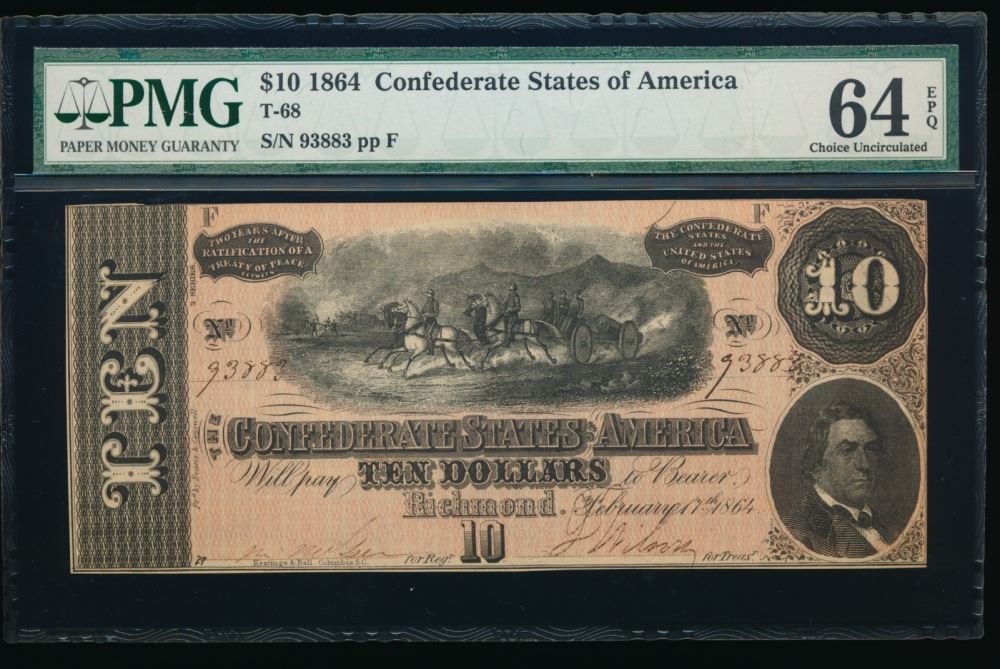 PMG
PAPER MONEY GUARANTY
$10 1864 Confederate States of America
T-68
S/N 93883 pp F
64 EPQ
Choice Uncirculated
F
F
TWO YEARS AFTER
THE
RATIFICATION OF A
TREATY OF PEACE
BETWEEN
THE CONFEDERATE
STATES
AND THE
UNITED STATES
OF AMERICA
10
TEN
2 SERIES
No
No
93883
93883
THE
CONFEDERATE STATES OF AMERICA
Will pay TEN DOLLARS to Bearer
Richmond. February 17th 1864
10
for Regr.
for Treasr.
Keatinge & Ball Columbia S.C.